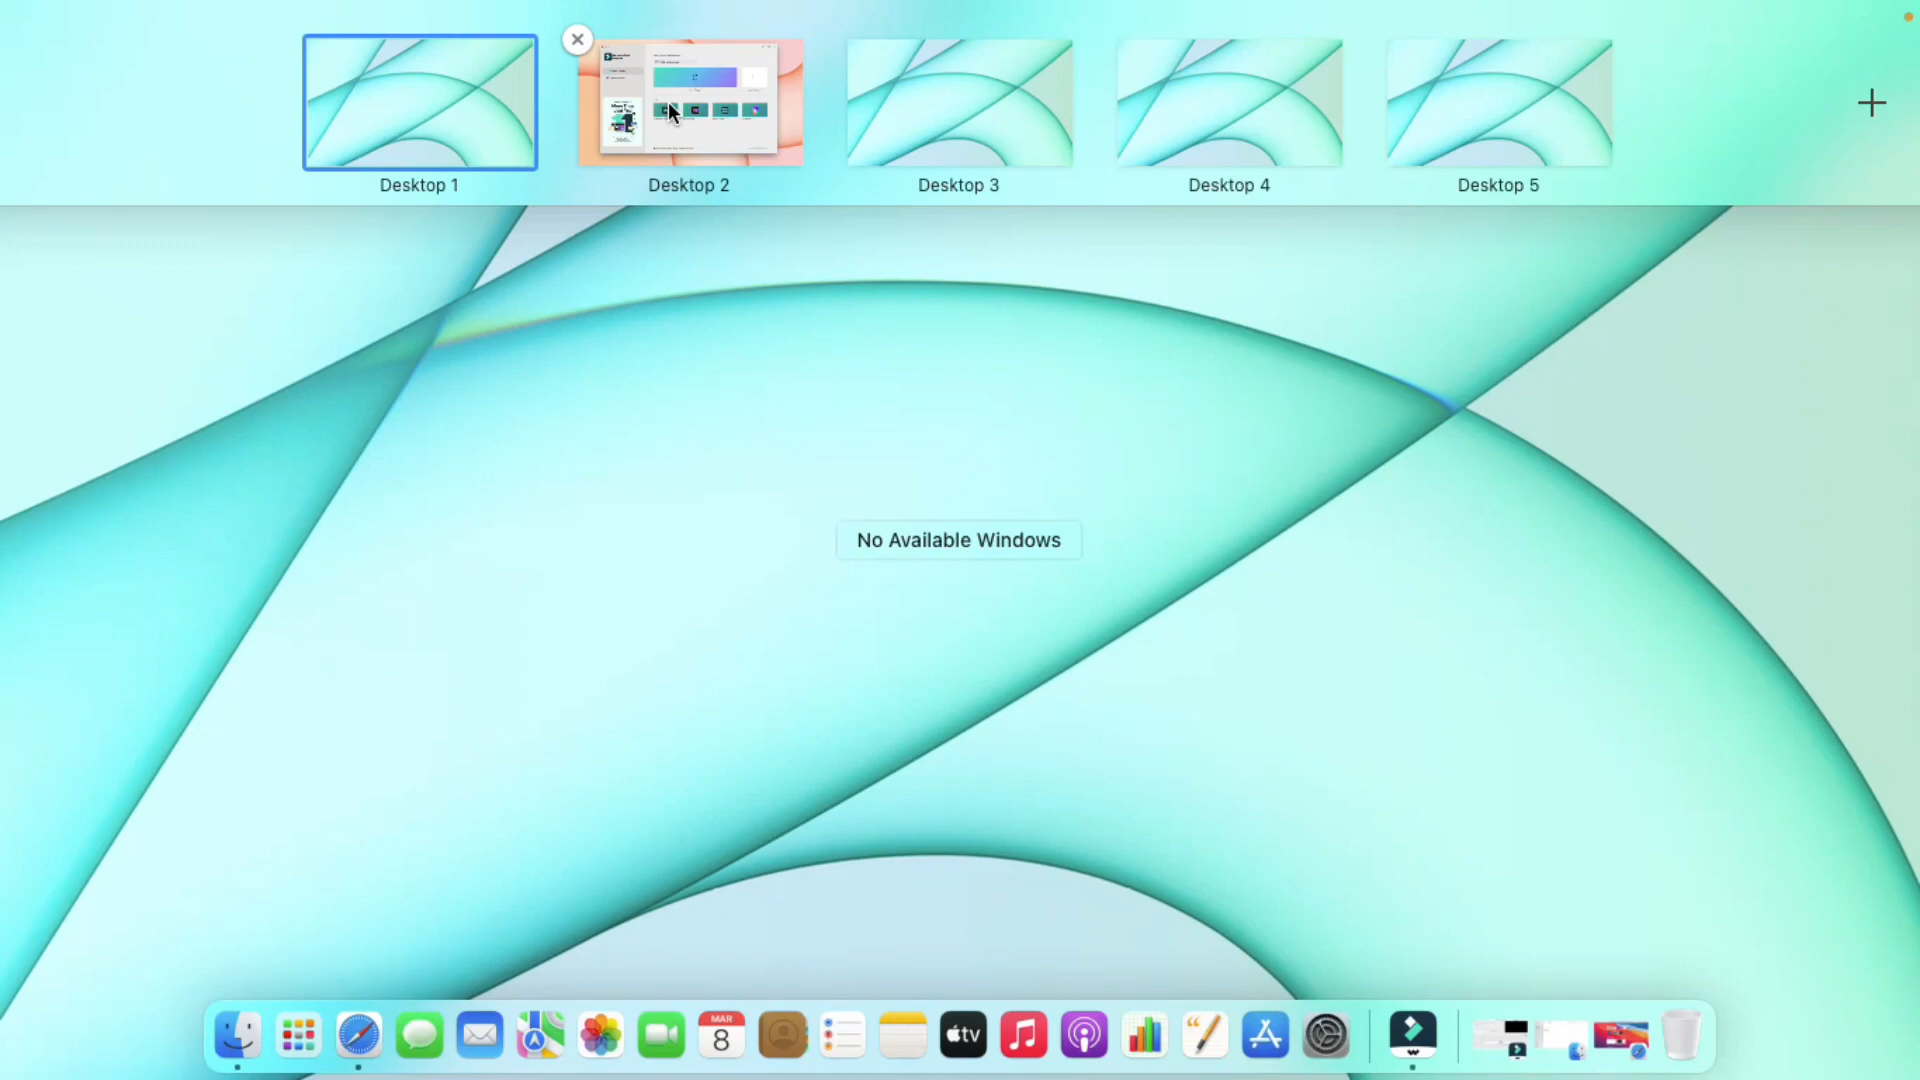 Desktop 1
Desktop 2
Desktop 3
Desktop 4
Desktop 5
No Available Windows
MAR
8
tv